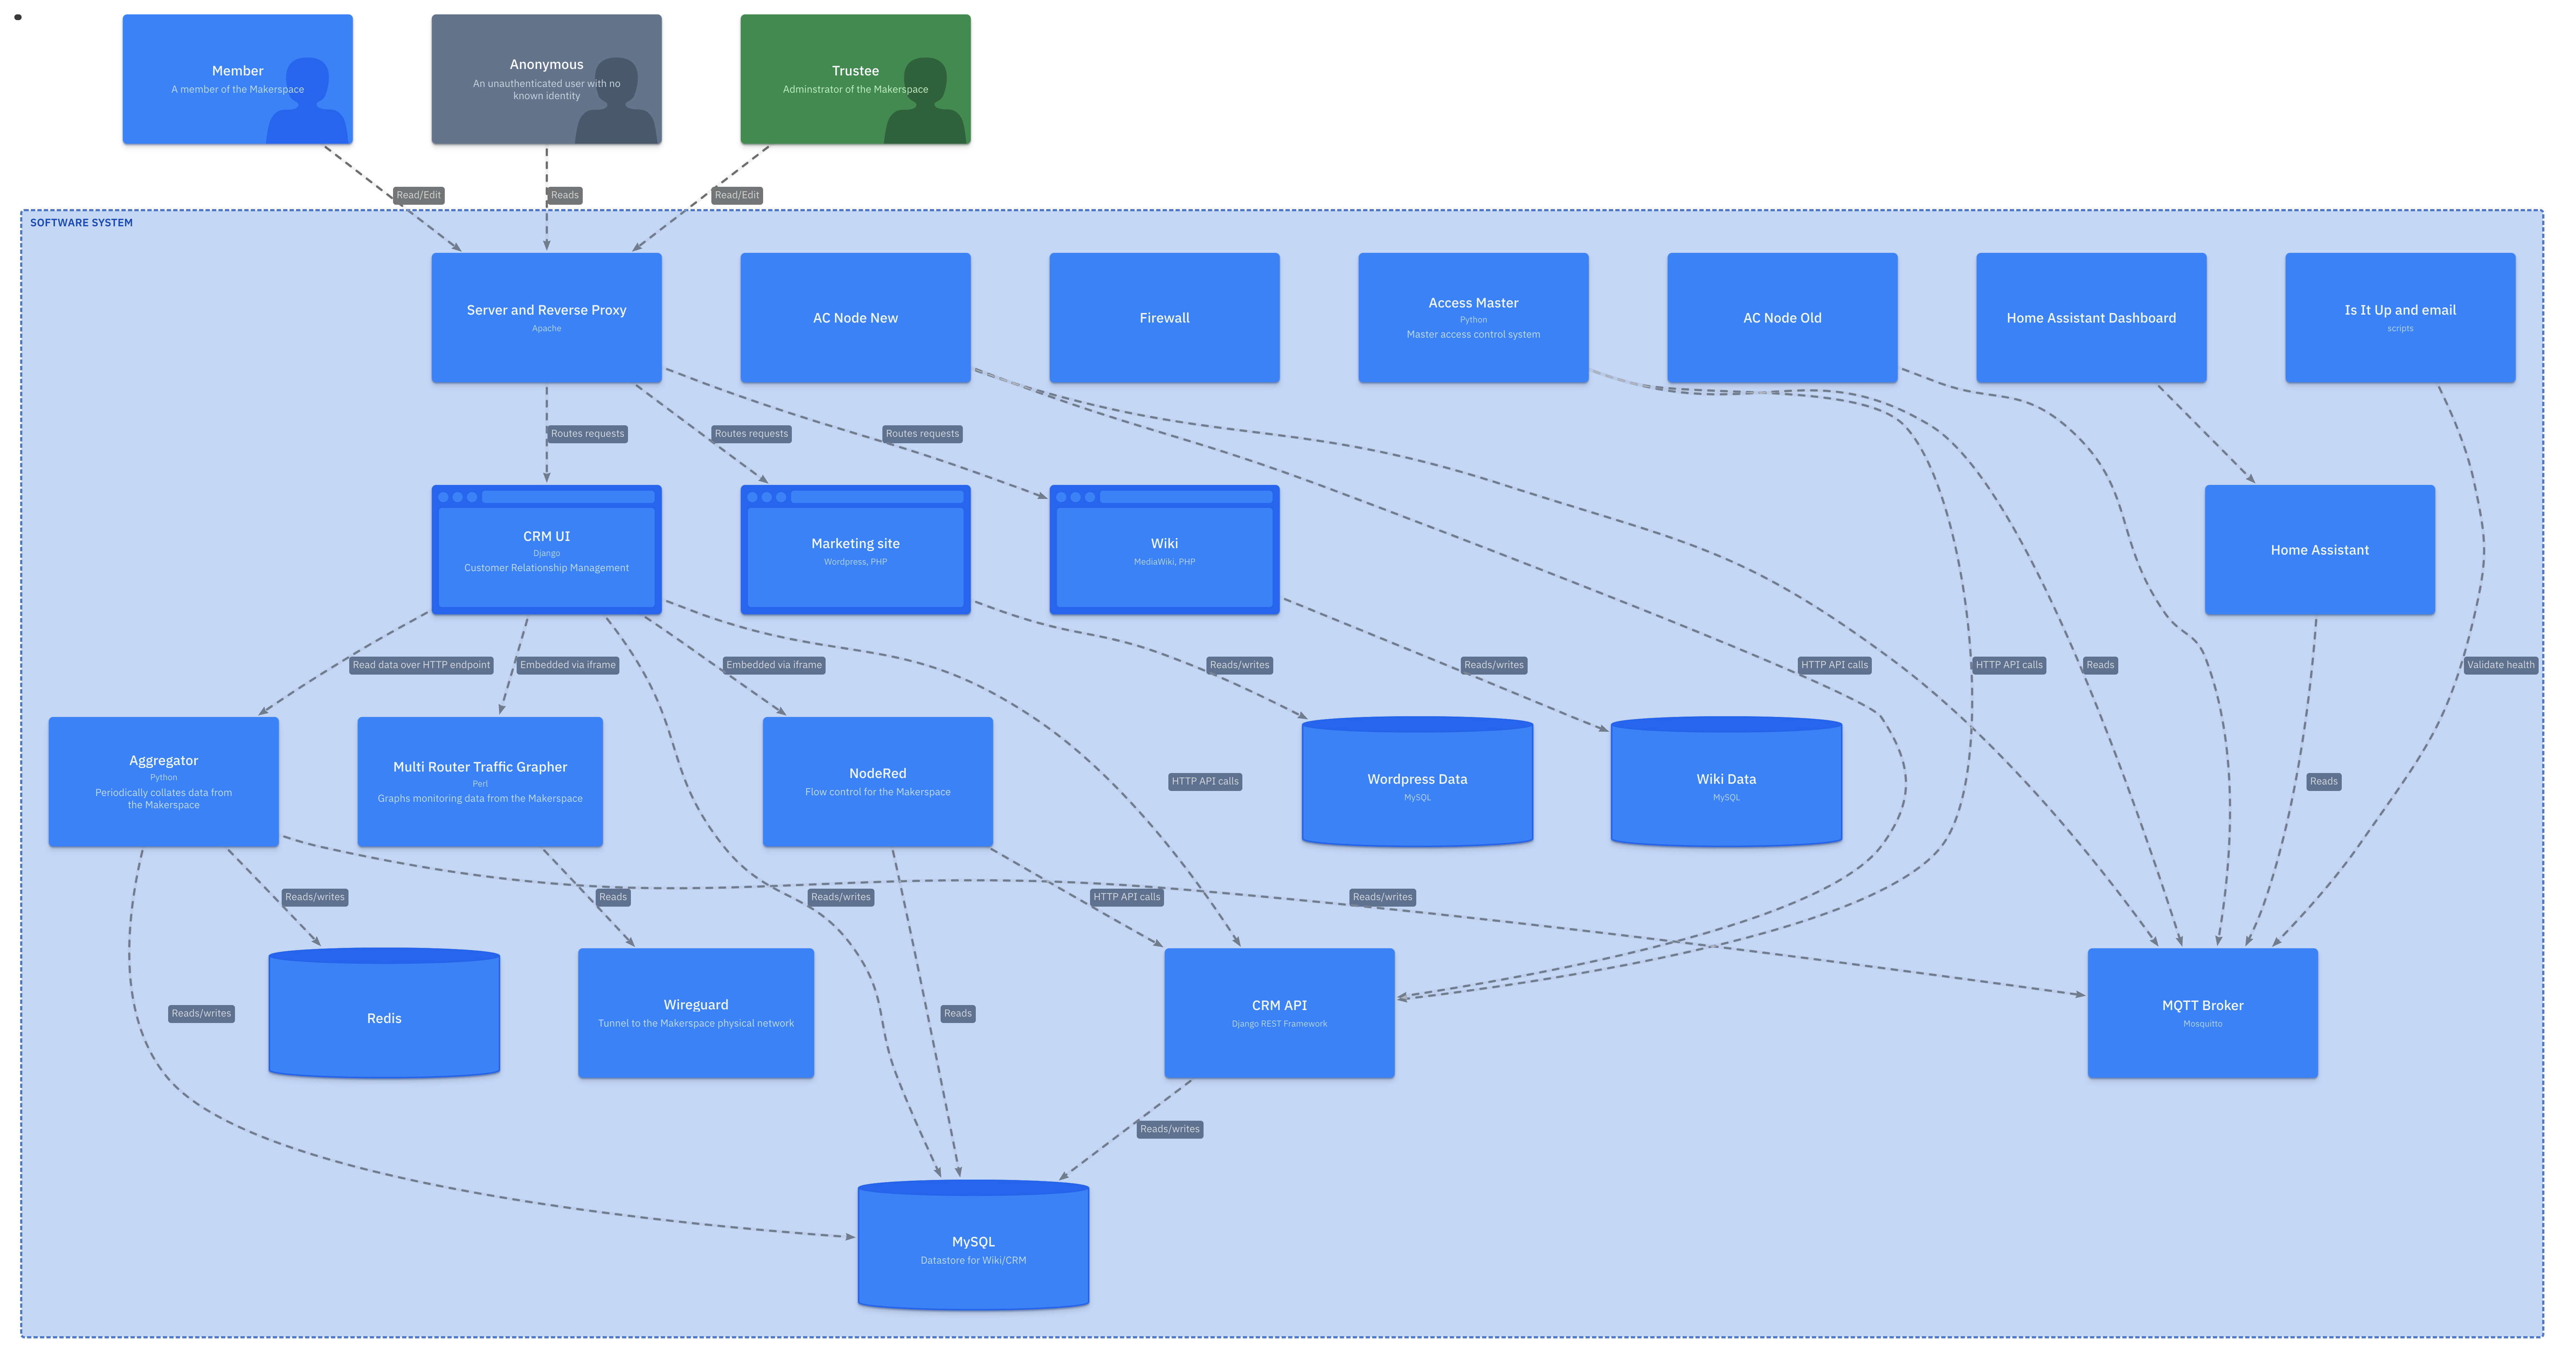 Member
A member of the Makerspace
Anonymous
An unauthenticated user with no
known identity
Trustee
Adminstrator of the Makerspace
Read/Edit
Reads
Read/Edit
SOFTWARE SYSTEM
Server and Reverse Proxy
Apache
AC Node New
Firewall
Access Master
Python
Master access control system
AC Node Old
Home Assistant Dashboard
Is It Up and email
scripts
Routes requests
Routes requests
Routes requests
CRM UI
Django
Customer Relationship Management
Marketing site
Wordpress, PHP
Wiki
MediaWiki, PHP
Home Assistant
Read data over HTTP endpoint
Embedded via iframe
Embedded via iframe
Reads/writes
Reads/writes
HTTP API calls
HTTP API calls
Reads
Validate health
Aggregator
Python
Periodically collates data from
the Makerspace
Multi Router Traffic Grapher
Perl
Graphs monitoring data from the Makerspace
NodeRed
Flow control for the Makerspace
HTTP API calls
Wordpress Data
MySQL
Wiki Data
MySQL
Reads
Reads/writes
Reads
Reads/writes
HTTP API calls
Reads/writes
Reads/writes
Redis
Wireguard
Tunnel to the Makerspace physical network
Reads
CRM API
Django REST Framework
MQTT Broker
Mosquitto
Reads/writes
MySQL
Datastore for Wiki/CRM